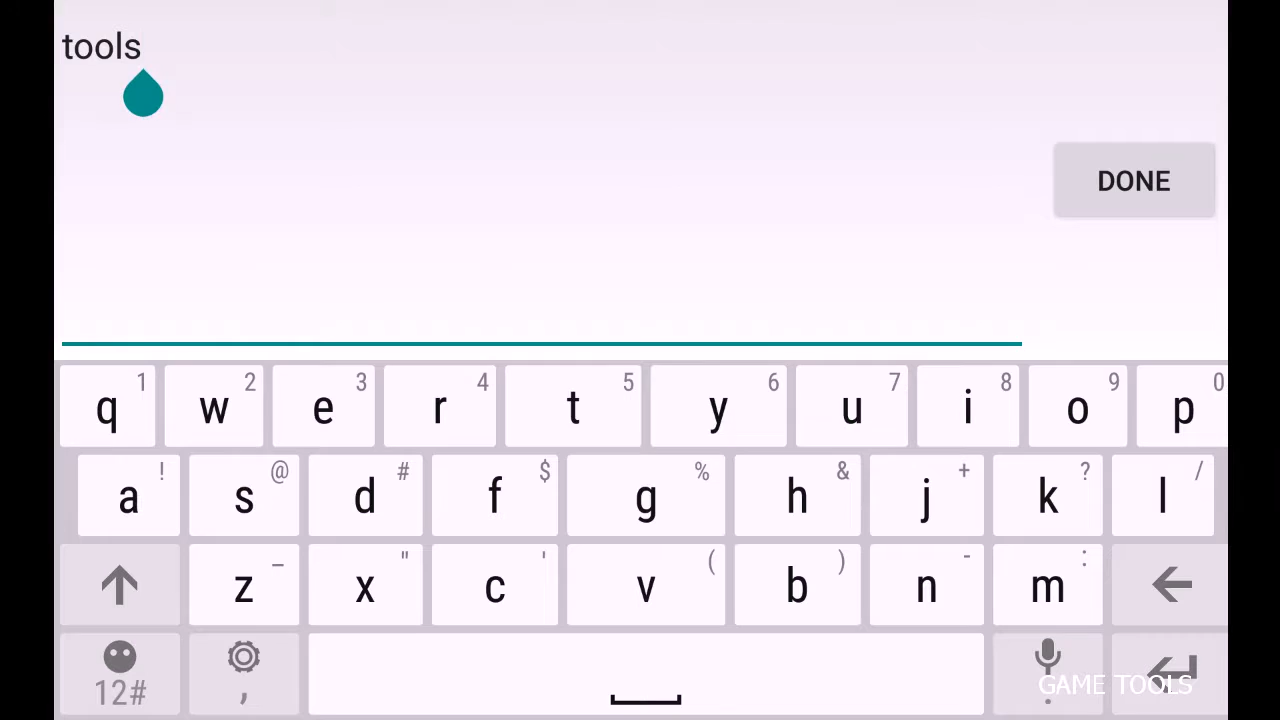 tools
DONE
q 1 w 2 e 3 r 4 t 5 y 6 u 7 i 8 o 9 p 0
a ! s @ d # f $ g % h & j + k ? l /
z _ x " c ' v ( b ) n - m :
12# , .
GAME TOOLS